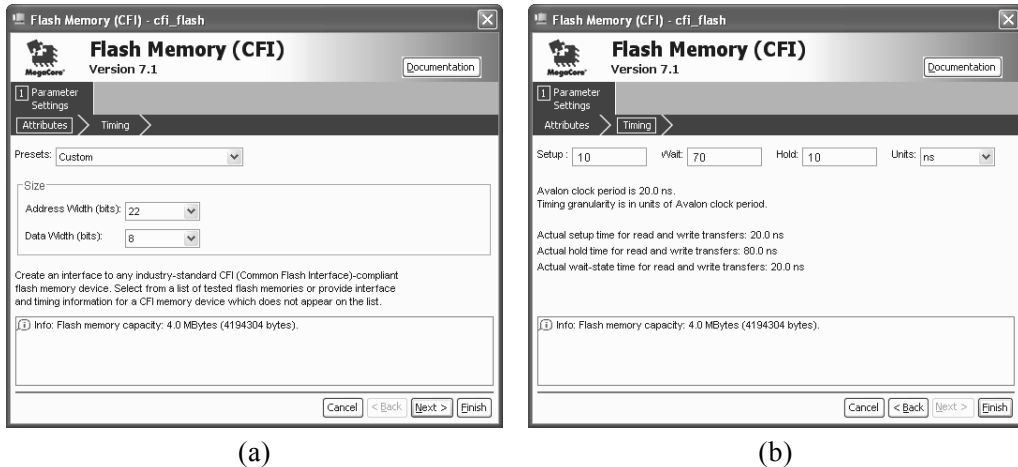 Flash Memory (CFI) - cfi_flash
MegaCore'
Flash Memory (CFI)
Version 7.1
Documentation
1 Parameter
Settings
Attributes
Timing
Presets: Custom
Size
Address Width (bits): 22
Data Width (bits): 8
Create an interface to any industry-standard CFI (Common Flash Interface)-compliant
flash memory device. Select from a list of tested flash memories or provide interface
and timing information for a CFI memory device which does not appear on the list.
Info: Flash memory capacity: 4.0 MBytes (4194304 bytes).
Cancel
< Back
Next >
Finish
(a)
Flash Memory (CFI) - cfi_flash
MegaCore'
Flash Memory (CFI)
Version 7.1
Documentation
1 Parameter
Settings
Attributes
Timing
Setup : 10 Wait: 70 Hold: 10 Units: ns
Avalon clock period is 20.0 ns.
Timing granularity is in units of Avalon clock period.
Actual setup time for read and write transfers: 20.0 ns
Actual hold time for read and write transfers: 80.0 ns
Actual wait-state time for read and write transfers: 20.0 ns
Info: Flash memory capacity: 4.0 MBytes (4194304 bytes).
Cancel
< Back
Next >
Finish
(b)